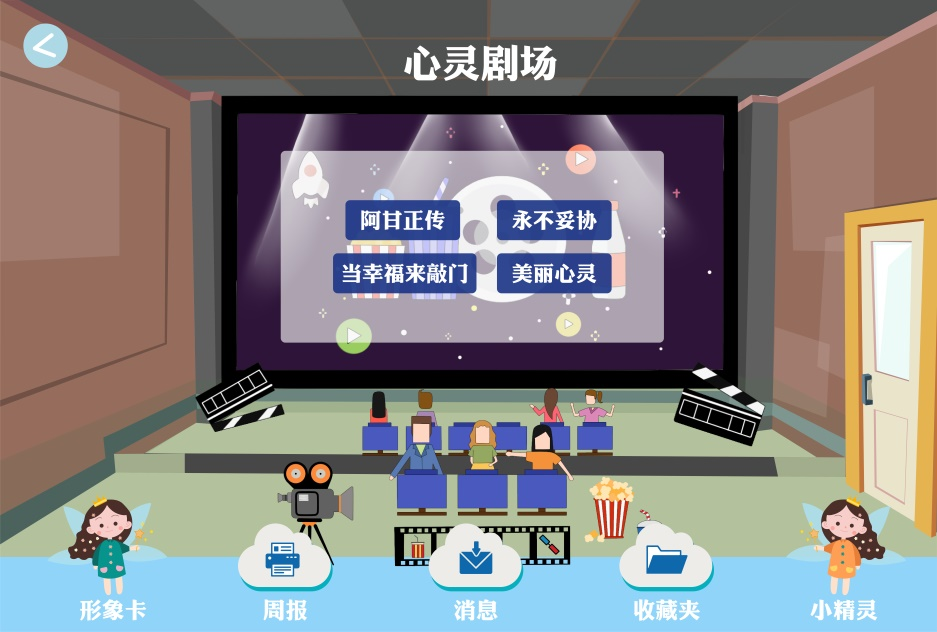 心灵剧场
阿甘正传
永不妥协
当幸福来敲门
美丽心灵
形象卡
周报
消息
收藏夹
小精灵